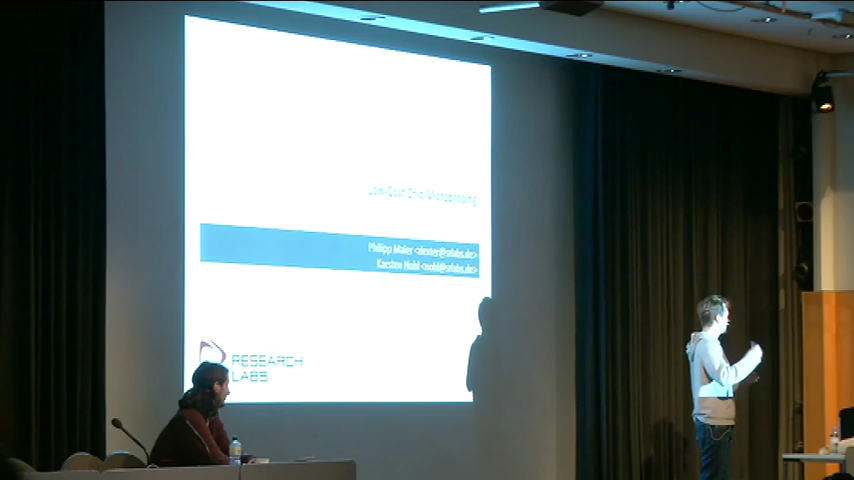 Low-Cost Chip Microprobing
Philipp Maier <dexter@srlabs.de>
Karsten Nohl <nohl@srlabs.de>
RESEARCH
LABS